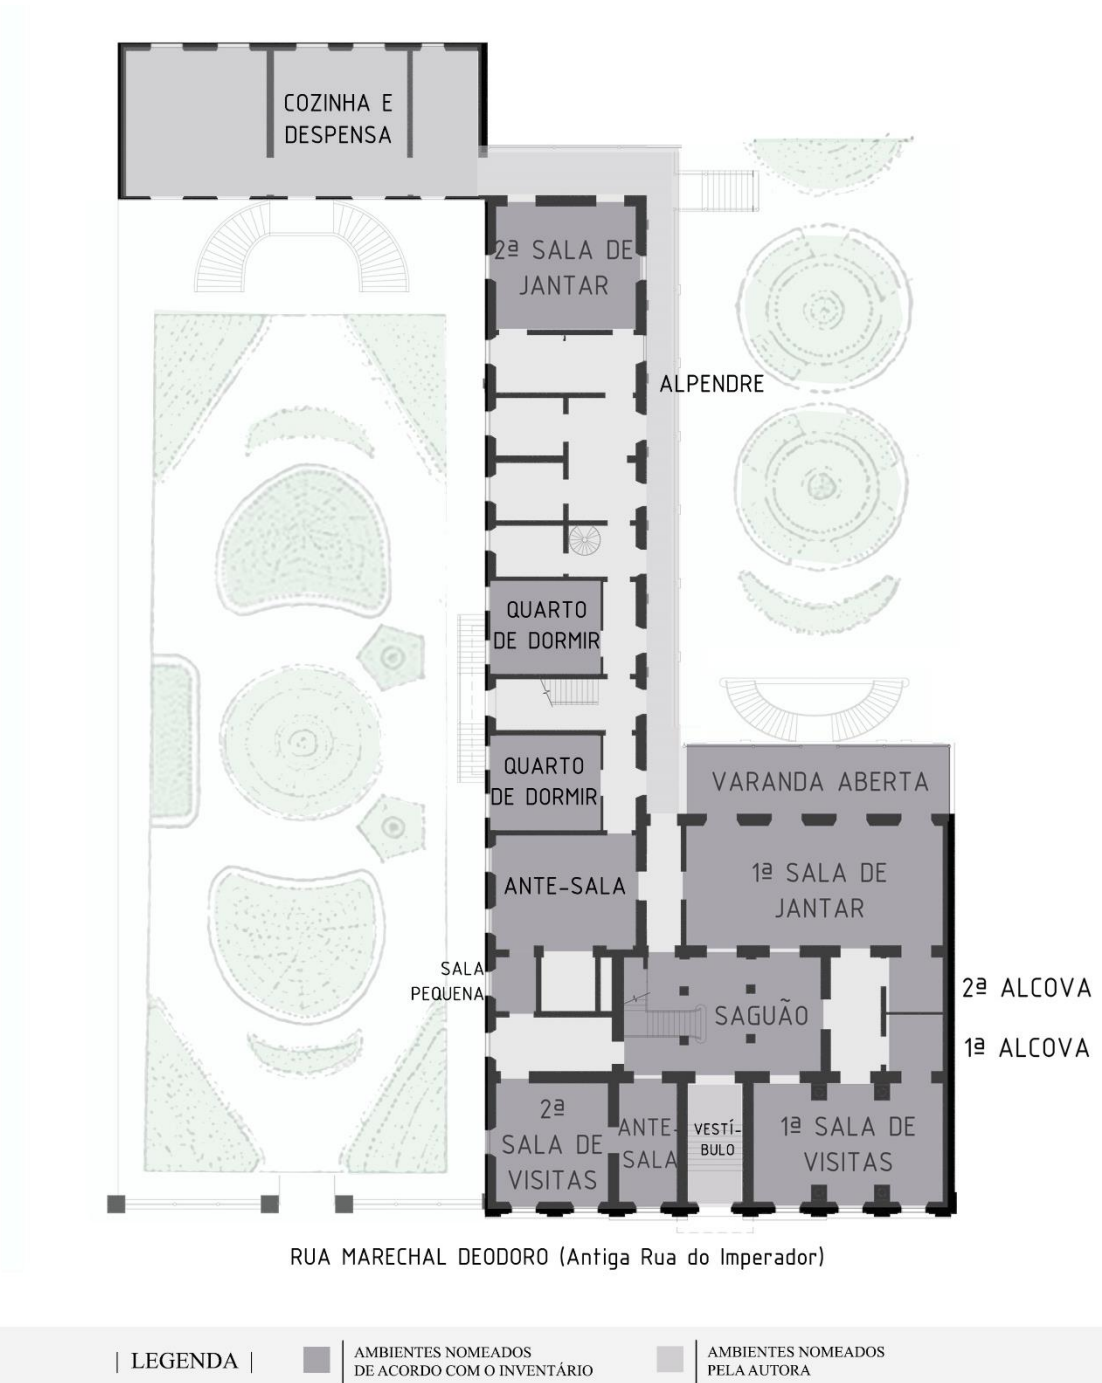 COZINHA E
DESPENSA
2ª SALA DE
JANTAR
ALPENDRE
QUARTO
DE DORMIR
QUARTO
DE DORMIR
VARANDA ABERTA
1ª SALA DE
JANTAR
ANTE-SALA
SALA
PEQUENA
SAGUÃO
2ª ALCOVA
1ª ALCOVA
2ª
SALA DE
VISITAS
ANTE-
SALA
VESTÍ-
BULO
1ª SALA DE
VISITAS
RUA MARECHAL DEODORO (Antiga Rua do Imperador)
| LEGENDA |
AMBIENTES NOMEADOS
DE ACORDO COM O INVENTÁRIO
AMBIENTES NOMEADOS
PELA AUTORA